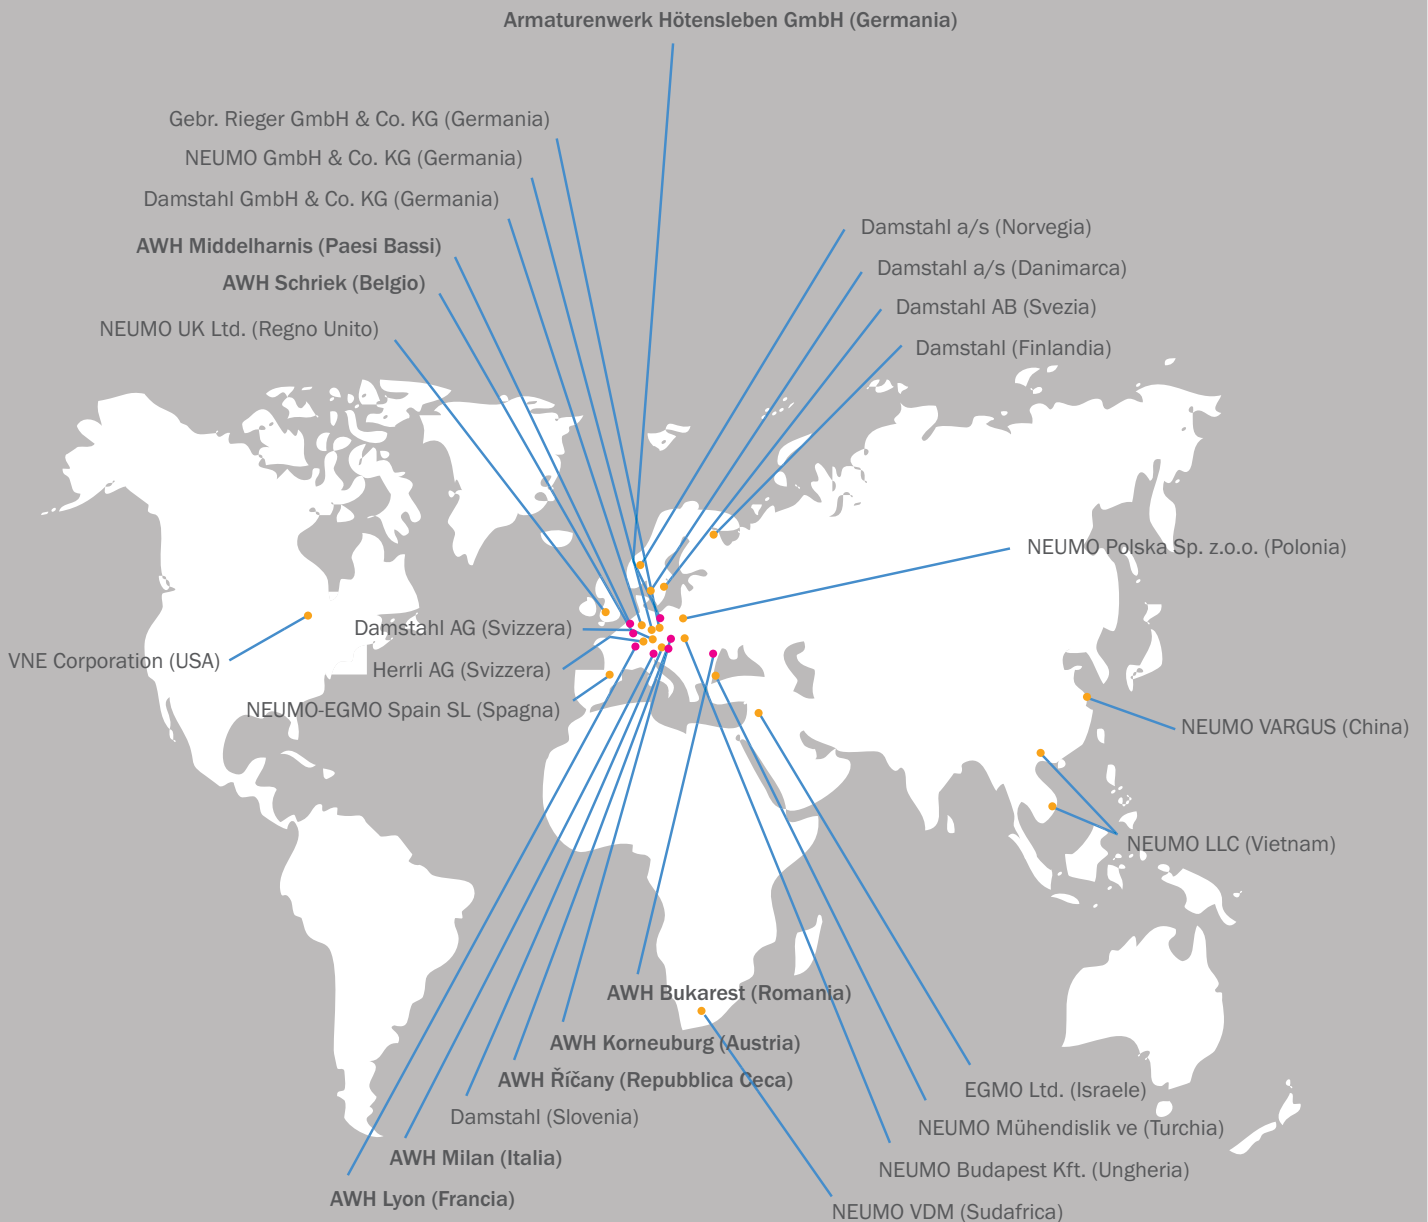 Armaturenwerk Hötensleben GmbH (Germania)
Gebr. Rieger GmbH & Co. KG (Germania)
NEUMO GmbH & Co. KG (Germania)
Damstahl GmbH & Co. KG (Germania)
AWH Middelharnis (Paesi Bassi)
AWH Schriek (Belgio)
NEUMO UK Ltd. (Regno Unito)
Damstahl a/s (Norvegia)
Damstahl a/s (Danimarca)
Damstahl AB (Svezia)
Damstahl (Finlandia)
NEUMO Polska Sp. z.o.o. (Polonia)
Damstahl AG (Svizzera)
VNE Corporation (USA)
Herrli AG (Svizzera)
NEUMO-EGMO Spain SL (Spagna)
NEUMO VARGUS (China)
NEUMO LLC (Vietnam)
AWH Bukarest (Romania)
AWH Korneuburg (Austria)
AWH Říčany (Repubblica Ceca)
Damstahl (Slovenia)
AWH Milan (Italia)
AWH Lyon (Francia)
EGMO Ltd. (Israele)
NEUMO Mühendislik ve (Turchia)
NEUMO Budapest Kft. (Ungheria)
NEUMO VDM (Sudafrica)